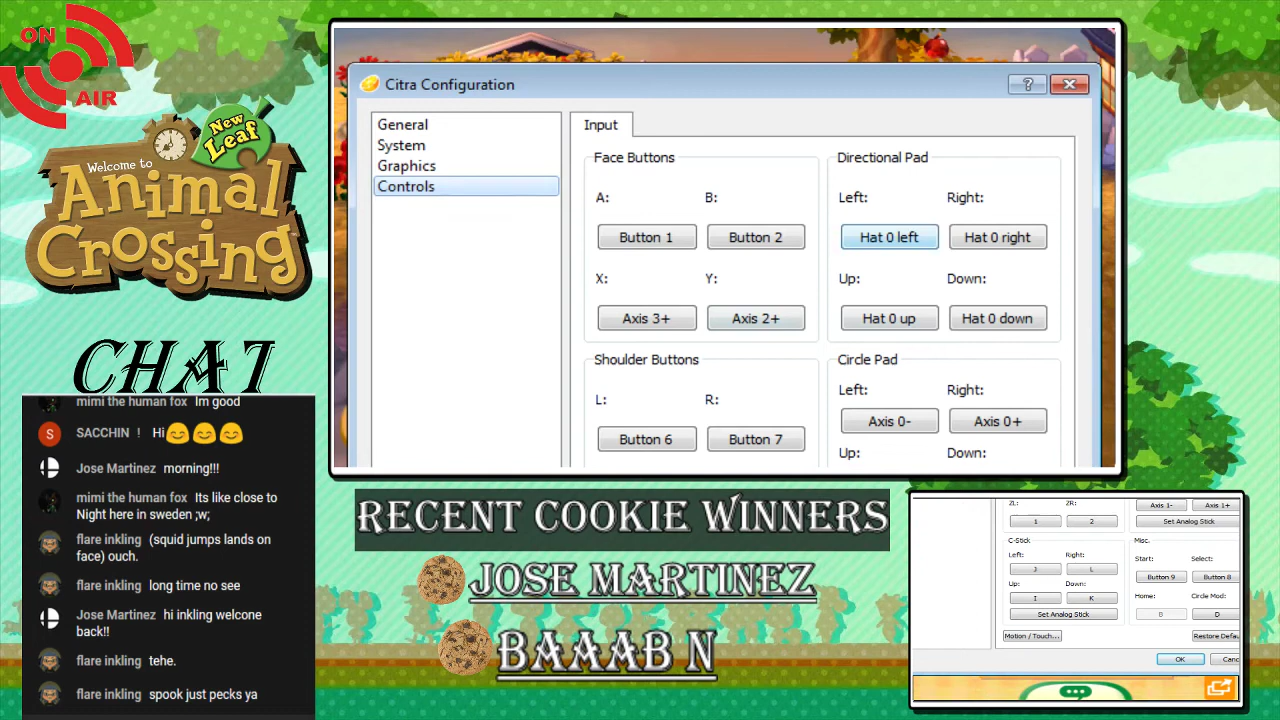 ON
AIR
Welcome to
New
Leaf
Animal
Crossing
CHAT
mimi the human fox Im good
SACCHIN ! Hi😊😊😊
Jose Martinez morning!!!
mimi the human fox Its like close to
Night here in sweden ;w;
flare inkling (squid jumps lands on
face) ouch.
flare inkling long time no see
Jose Martinez hi inkling welcone
back!!
flare inkling tehe.
flare inkling spook just pecks ya
Citra Configuration
?
General
System
Graphics
Controls
Input
Face Buttons
A: B:
Button 1 Button 2
X: Y:
Axis 3+ Axis 2+
Shoulder Buttons
L: R:
Button 6 Button 7
Directional Pad
Left: Right:
Hat 0 left Hat 0 right
Up: Down:
Hat 0 up Hat 0 down
Circle Pad
Left: Right:
Axis 0- Axis 0+
Up: Down:
RECENT COOKIE WINNERS
JOSE MARTINEZ
BAAAB N
ZL: ZR:
1 2
C-Stick
Left: Right:
J L
Up: Down:
I K
Set Analog Stick
Motion / Touch...
Axis 1- Axis 1+
Set Analog Stick
Misc.
Start: Select:
Button 9 Button 8
Home: Circle Mod:
B D
Restore Defau
OK Canc